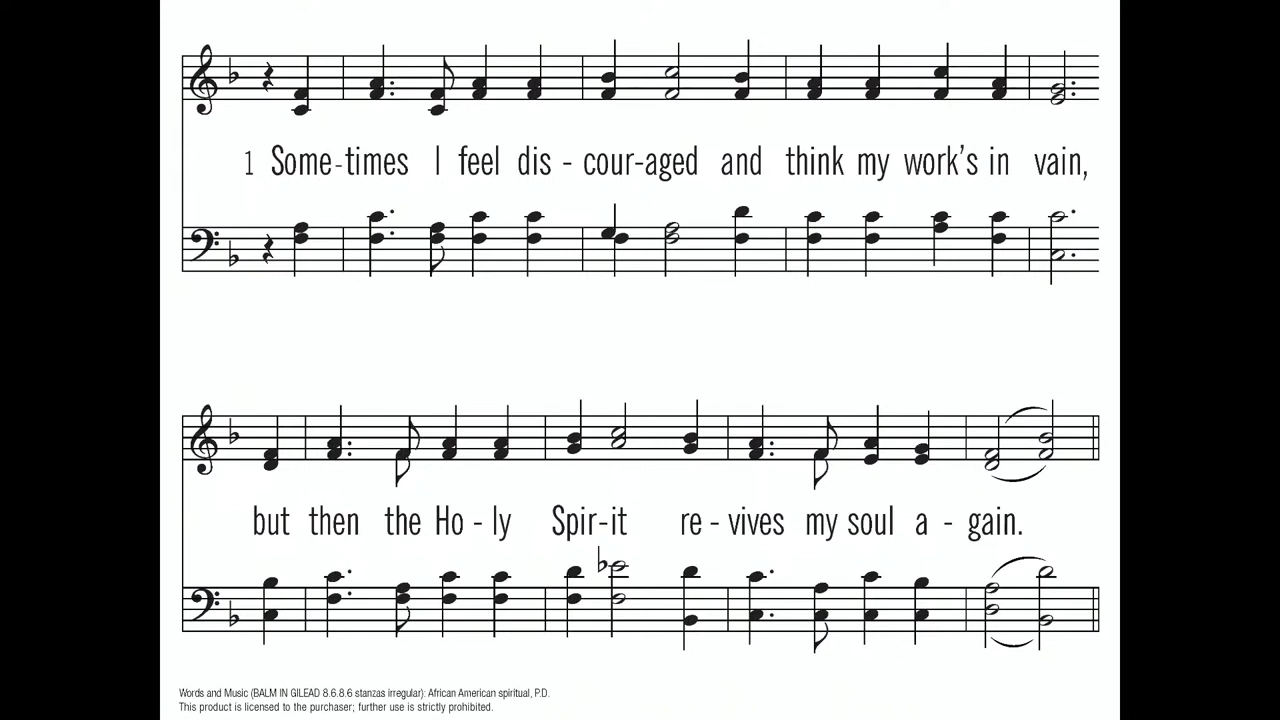 1 Some-times I feel dis - cour-aged and think my work's in vain,
but then the Ho - ly Spir-it re - vives my soul a - gain.
Words and Music (BALM IN GILEAD 8.6.8.6 stanzas irregular): African American spiritual, P.D.
This product is licensed to the purchaser; further use is strictly prohibited.